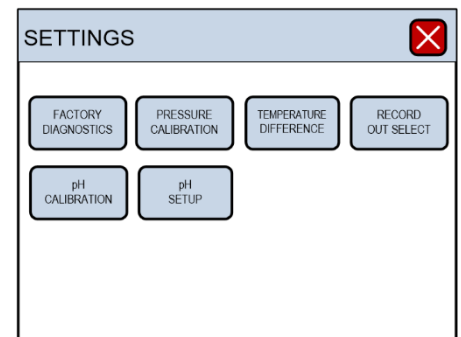 SETTINGS
FACTORY
DIAGNOSTICS
PRESSURE
CALIBRATION
TEMPERATURE
DIFFERENCE
RECORD
OUT SELECT
pH
CALIBRATION
pH
SETUP